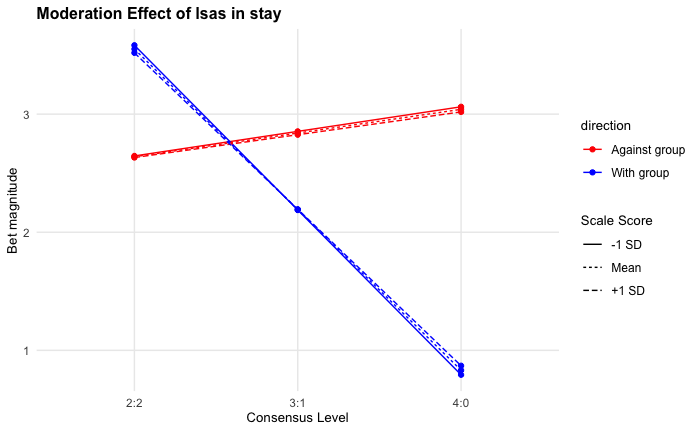 Moderation Effect of lsas in stay
Bet magnitude
3
2
1
2:2
3:1
4:0
Consensus Level
direction
Against group
With group
Scale Score
-1 SD
Mean
+1 SD